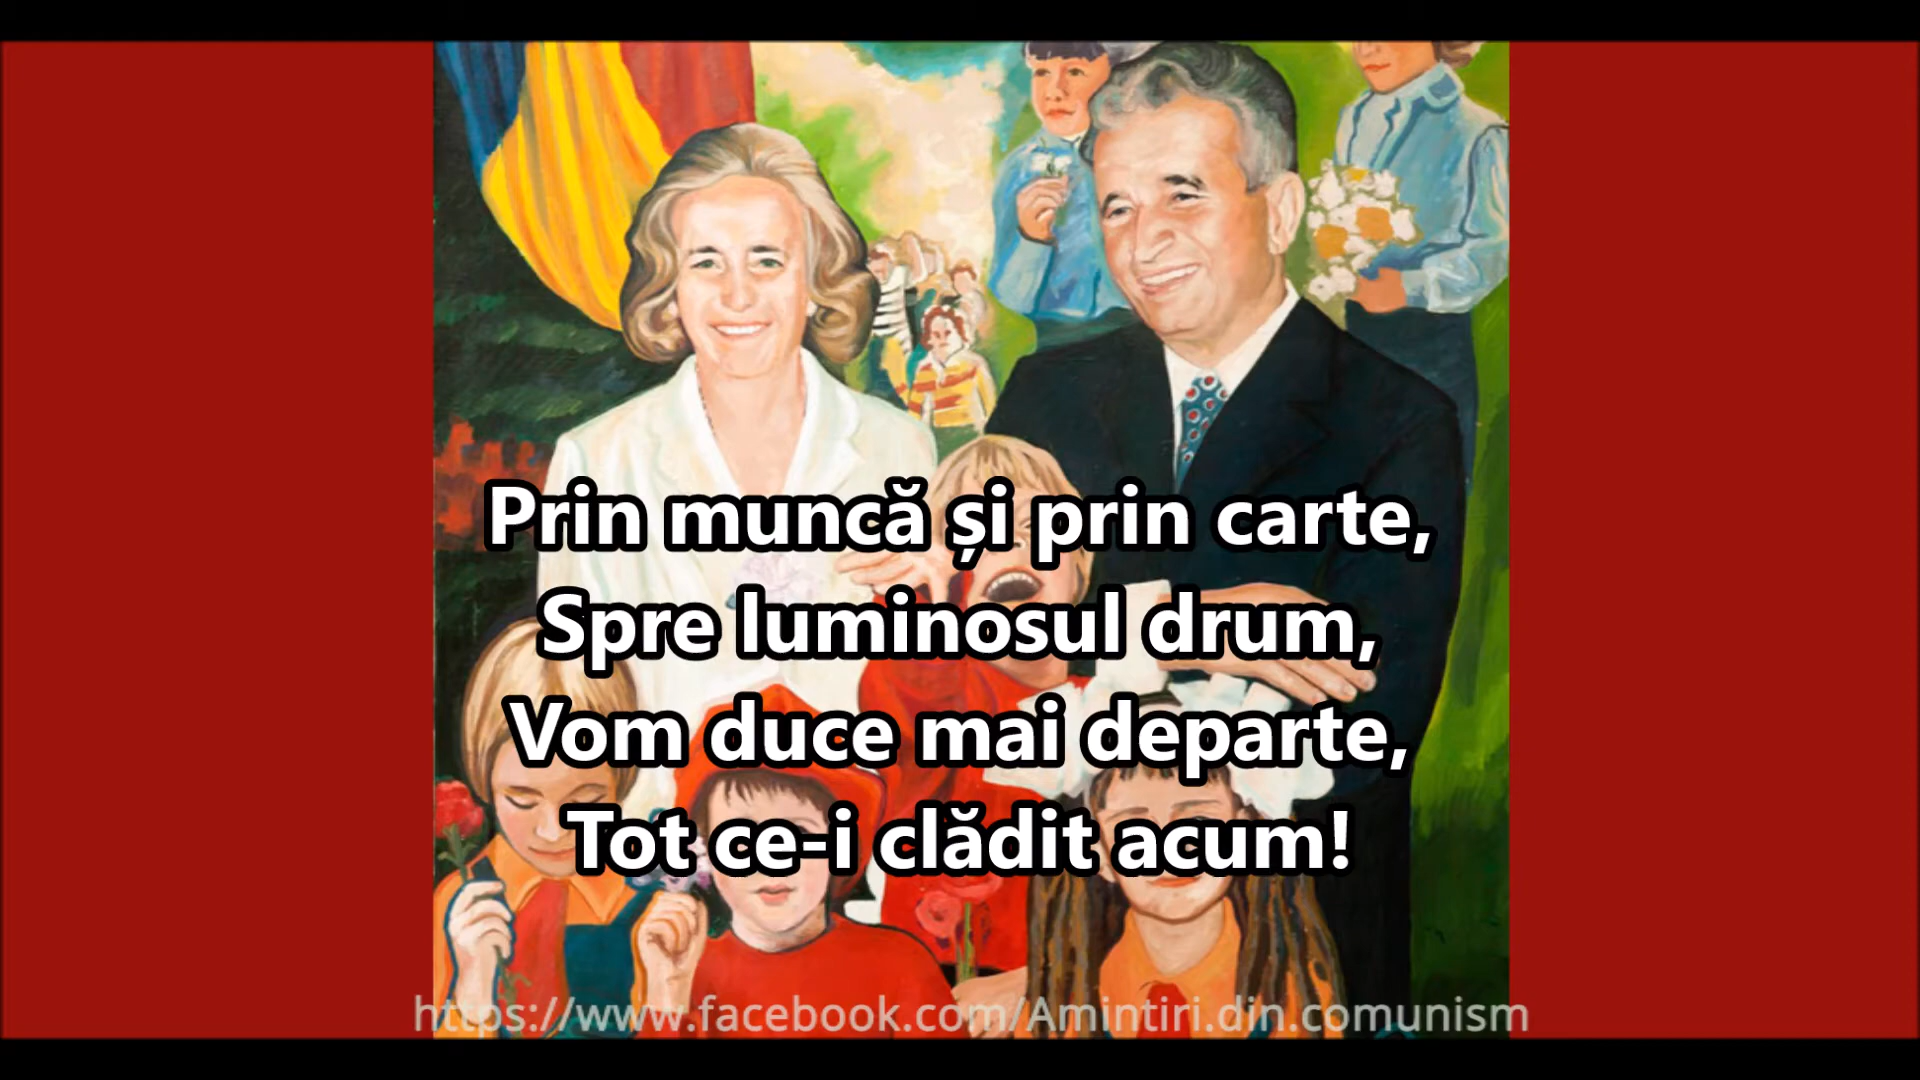 Prin muncă și prin carte,
Spre luminosul drum,
Vom duce mai departe,
Tot ce-i clădit acum!
https://www.facebook.com/Amintiri.din.comunism